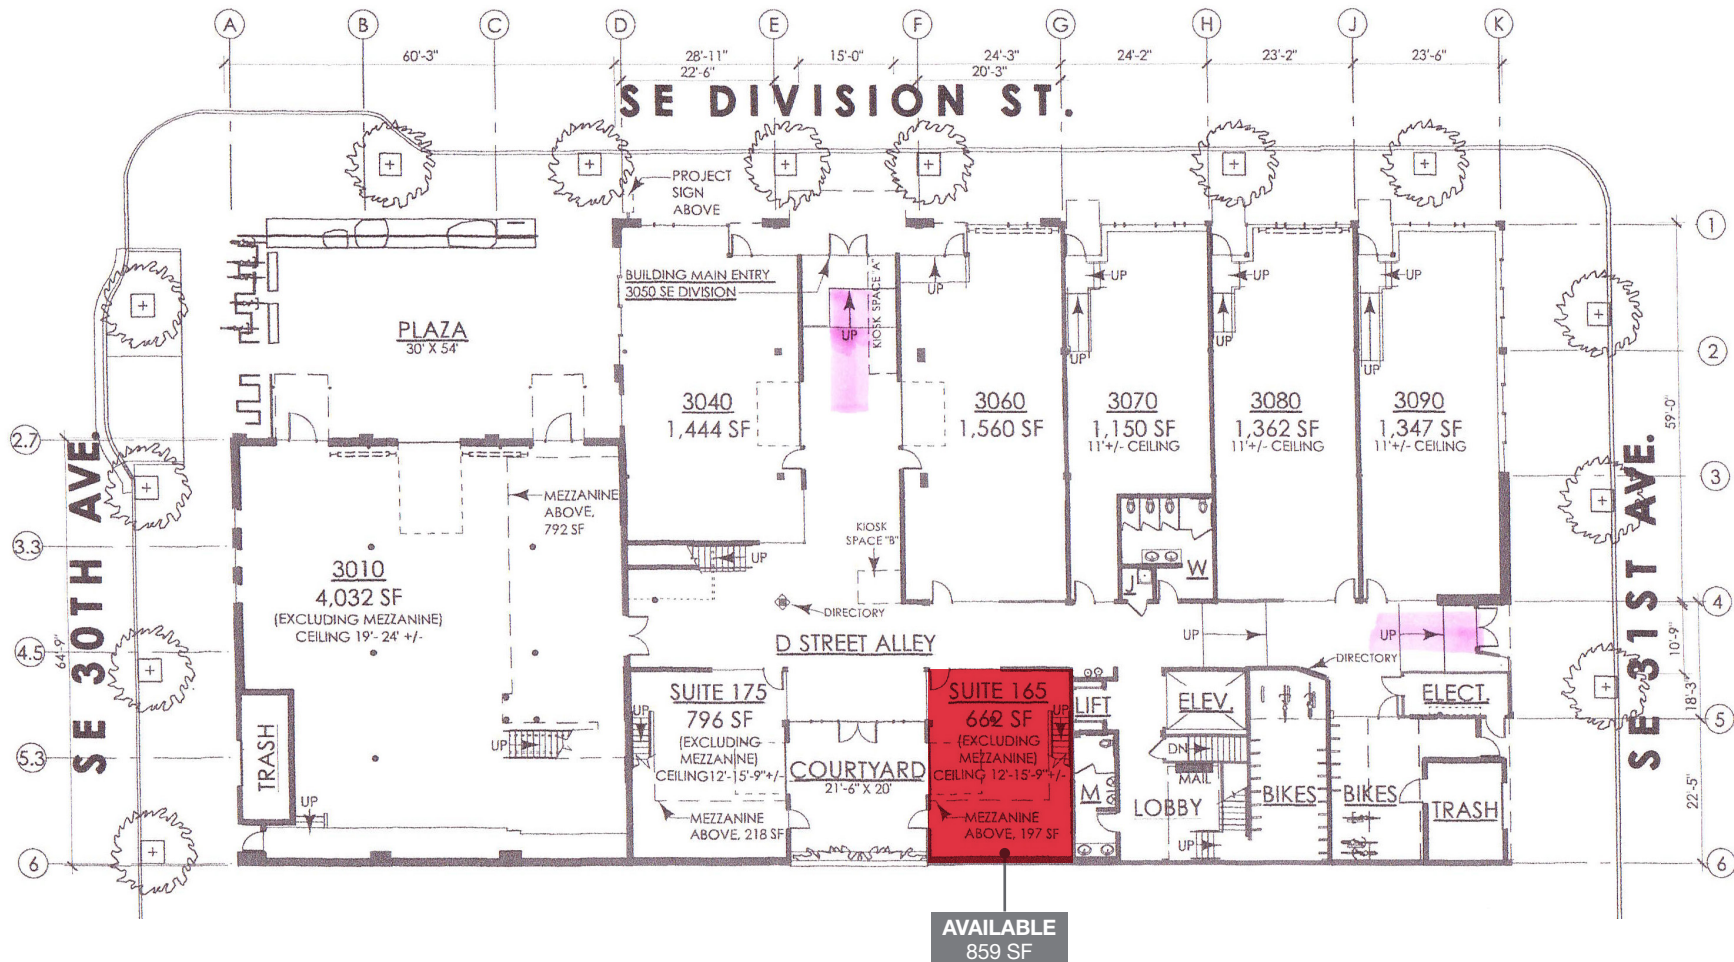 A
B
C
D
E
F
G
H
J
K
60'-3"
28'-11"
15'-0"
24'-3"
24'-2"
23'-2"
23'-6"
22'-6"
20'-3"
SE DIVISION ST.
PROJECT
SIGN
ABOVE
1
BUILDING MAIN ENTRY
3050 SE DIVISION
KIOSK SPACE "A"
UP
UP
UP
UP
UP
UP
UP
UP
PLAZA
30' X 54'
2
59'-0"
3040
1,444 SF
3060
1,560 SF
3070
1,150 SF
11'+/- CEILING
3080
1,362 SF
11'+/- CEILING
3090
1,347 SF
11'+/- CEILING
2.7
SE 30TH AVE.
64'-9"
SE 31ST AVE.
3
MEZZANINE
ABOVE,
792 SF
KIOSK
SPACE "B"
3.3
UP
3010
4,032 SF
(EXCLUDING MEZZANINE)
CEILING 19'- 24' +/-
J
W
DIRECTORY
4
10'-9"
D STREET ALLEY
UP
UP
DIRECTORY
4.5
SUITE 175
796 SF
(EXCLUDING
MEZZANINE)
CEILING12'-15'-9"+/-
UP
MEZZANINE
ABOVE, 218 SF
SUITE 165
662 SF
(EXCLUDING
MEZZANINE)
CEILING 12'-15'-9"+/-
UP
MEZZANINE
ABOVE, 197 SF
LIFT
ELEV.
ELECT.
18'-3"
5
UP
COURTYARD
21'-6" X 20'
DN
MAIL
5.3
TRASH
UP
M
LOBBY
UP
BIKES
BIKES
TRASH
22'-5"
6
6
AVAILABLE
859 SF